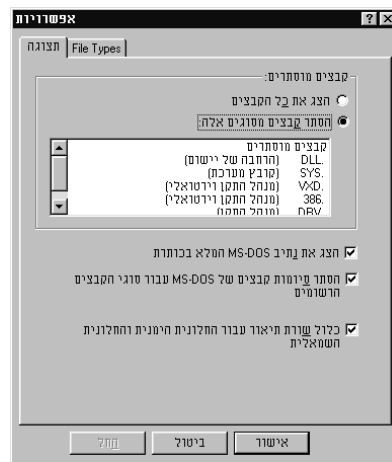 אפשרויות
תצוגה
File Types
קבצים מוסתרים:
הצג את כל הקבצים
הסתר קבצים מסוגים אלה:
קבצים מוסתרים
.DLL (הרחבה של יישום)
.SYS (קובץ מערכת)
.VXD (מנהל התקן וירטואלי)
.386 (מנהל התקן וירטואלי)
.DRV (מנהל התקן)
הצג את נתיב MS-DOS המלא בכותרת
הסתר סיומות קבצים של MS-DOS עבור סוגי הקבצים
הרשומים
כלול שורת תיאור עבור החלונית הימנית והחלונית
השמאלית
אישור
ביטול
החל